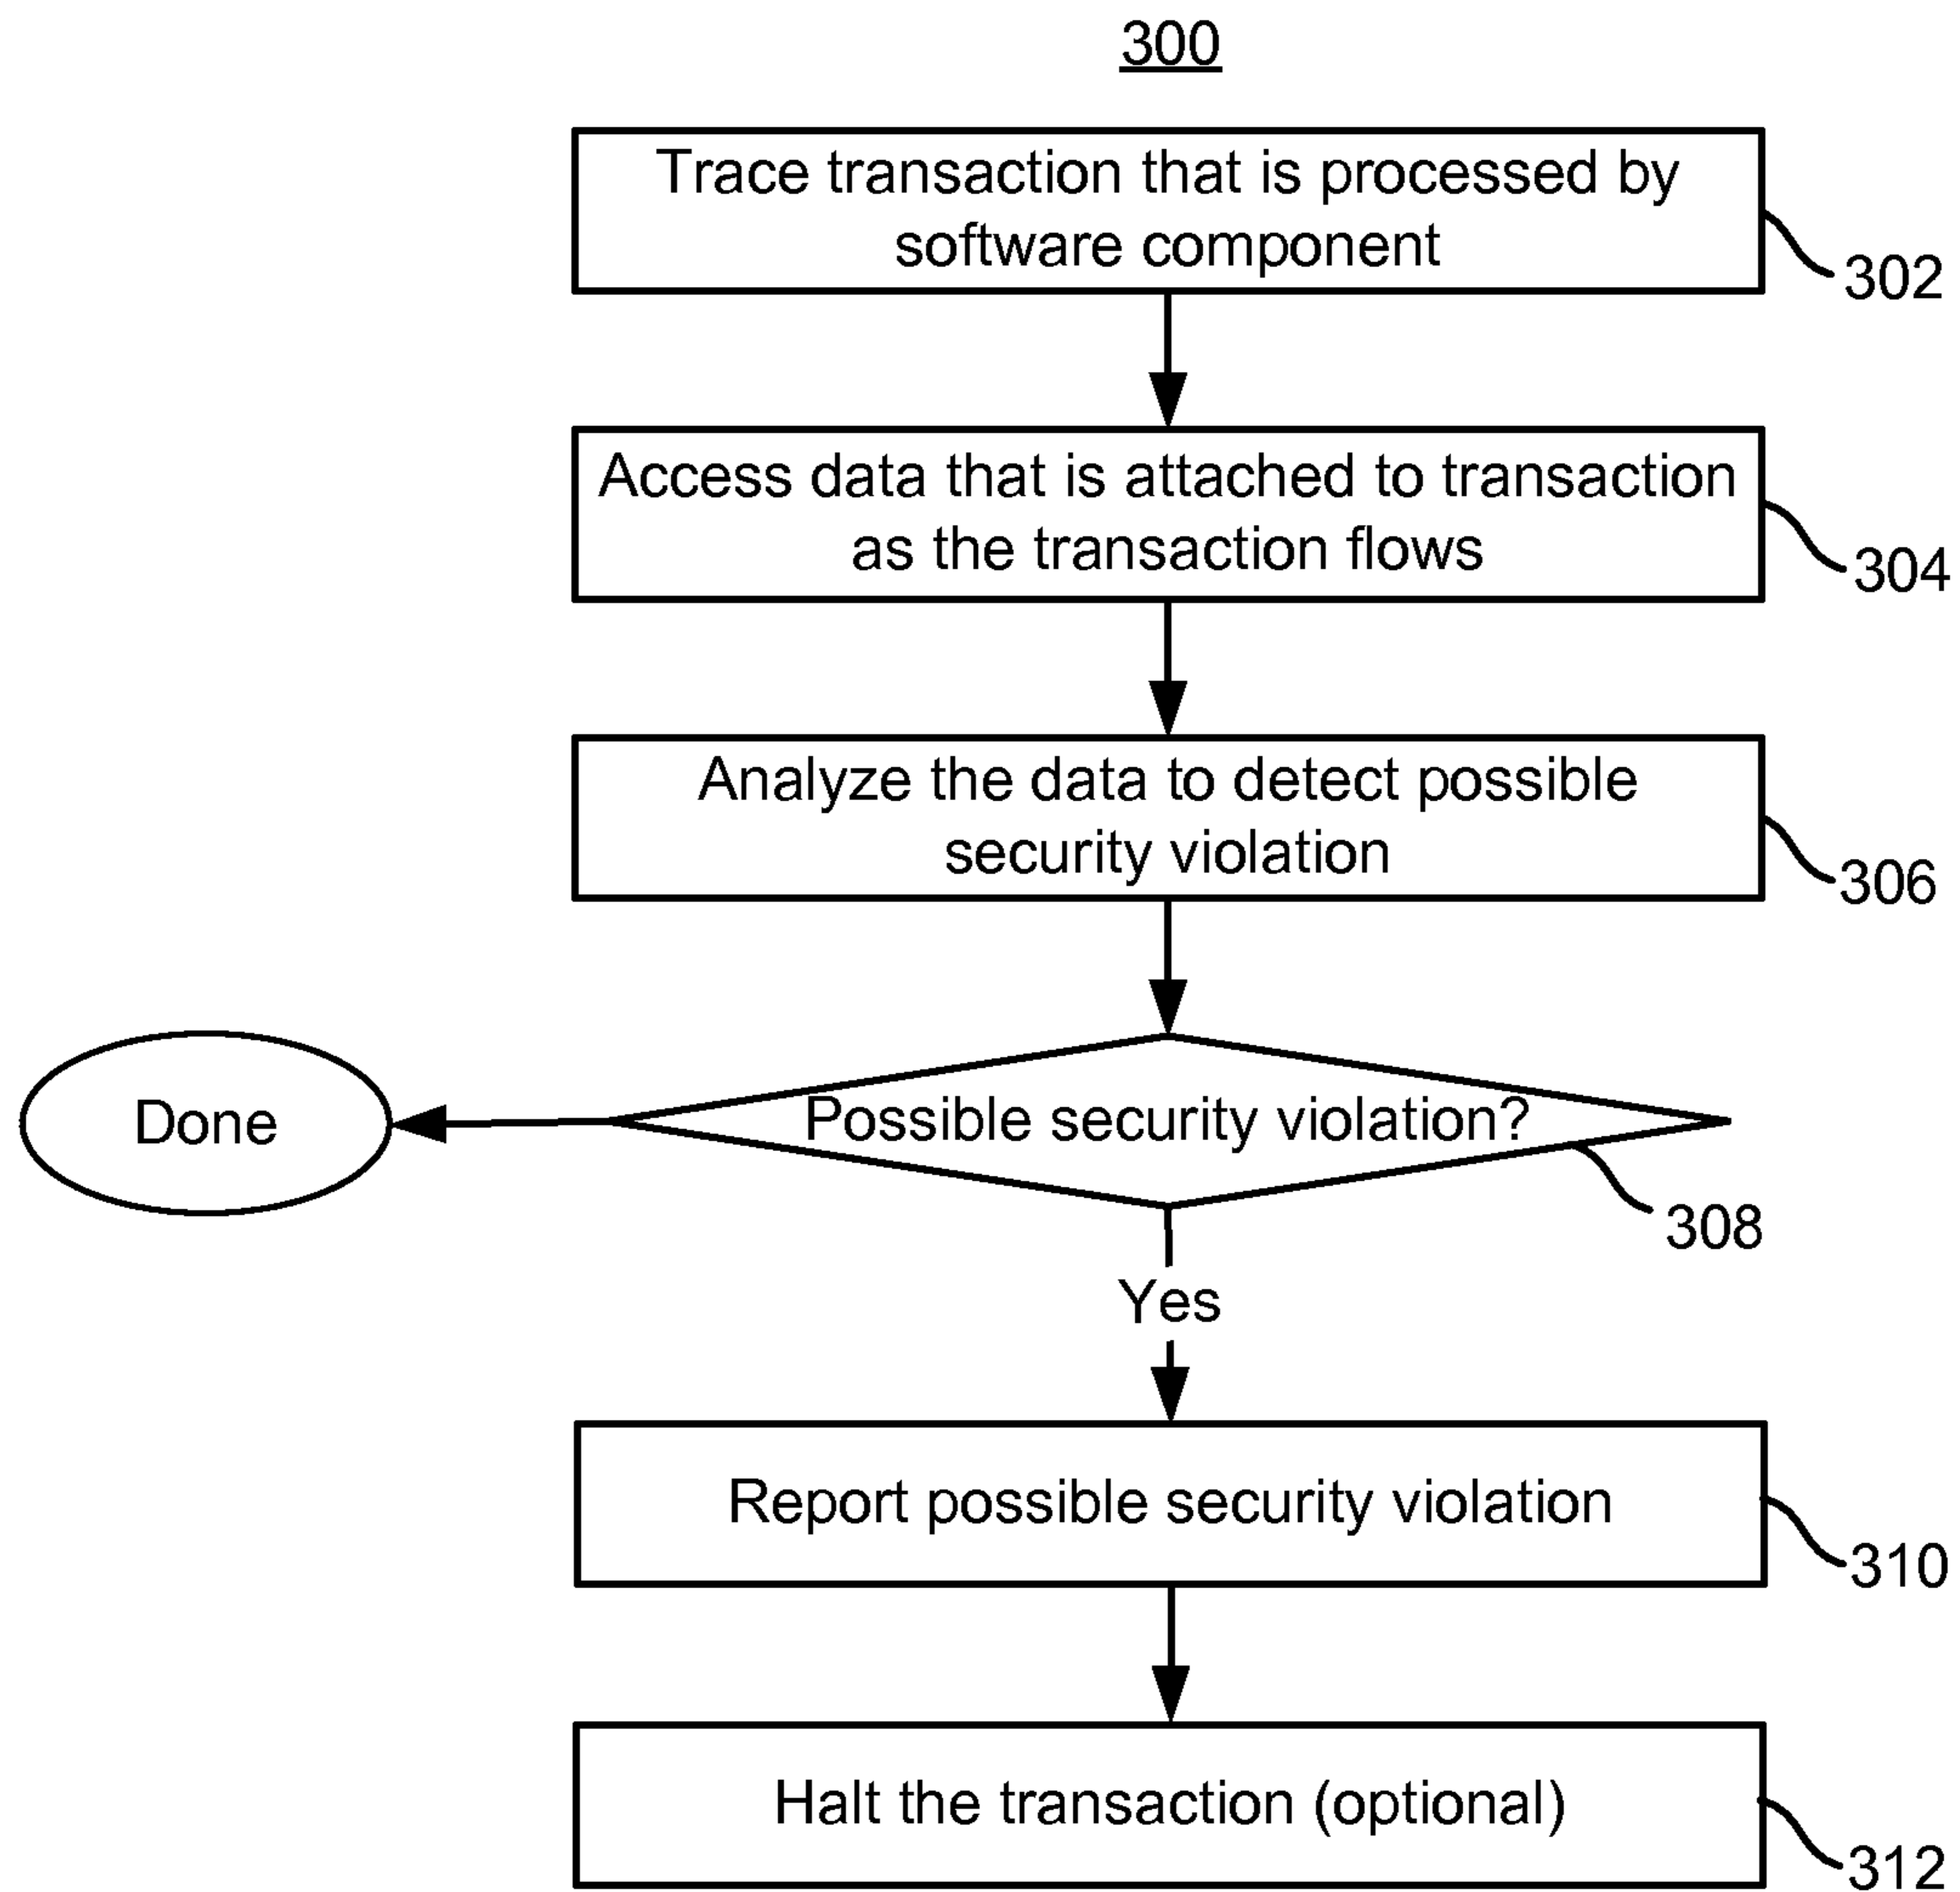 300
Trace transaction that is processed by
software component
302
Access data that is attached to transaction
as the transaction flows
304
Analyze the data to detect possible
security violation
306
Done
Possible security violation?
308
Yes
Report possible security violation
310
Halt the transaction (optional)
312